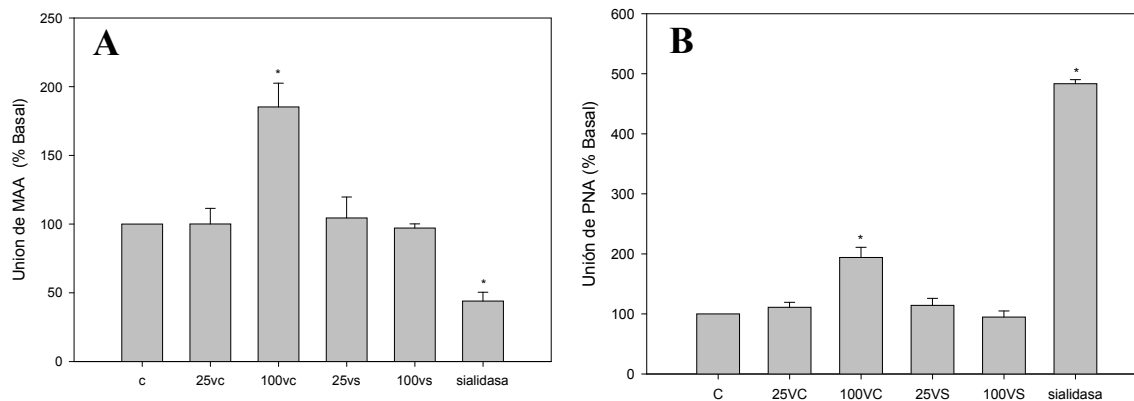 A
Union de MAA (% Basal)
250
200
150
100
50
0
*
*
c 25vc 100vc 25vs 100vs sialidasa
B
Unión de PNA (% Basal)
600
500
400
300
200
100
0
*
*
C 25VC 100VC 25VS 100VS sialidasa